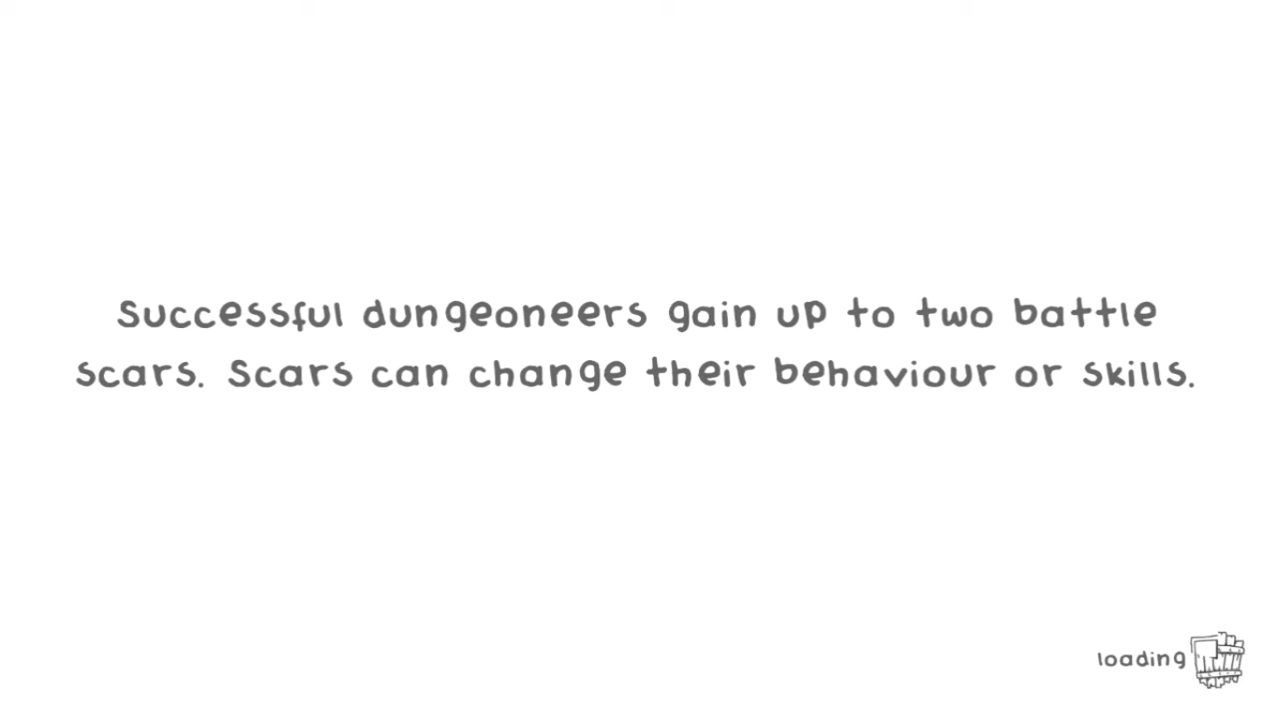 Successful dungeoneers gain up to two battle
scars. Scars can change their behaviour or skills.
loading